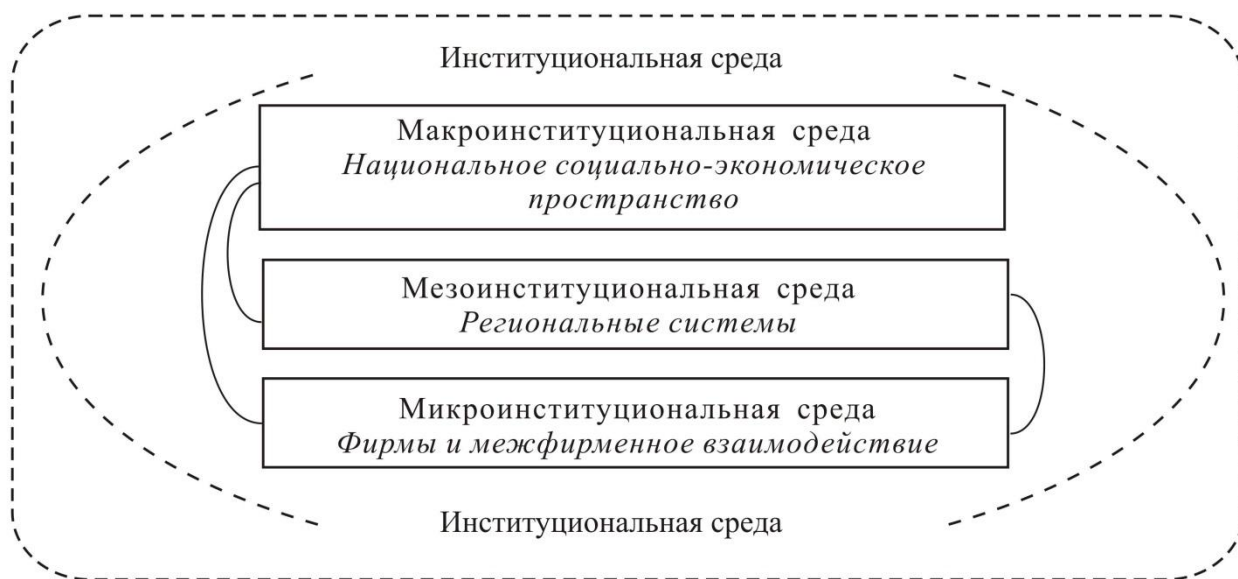 Институциональная среда
Макроинституциональная среда
Национальное социально-экономическое
пространство
Мезоинституциональная среда
Региональные системы
Микроинституциональная среда
Фирмы и межфирменное взаимодействие
Институциональная среда